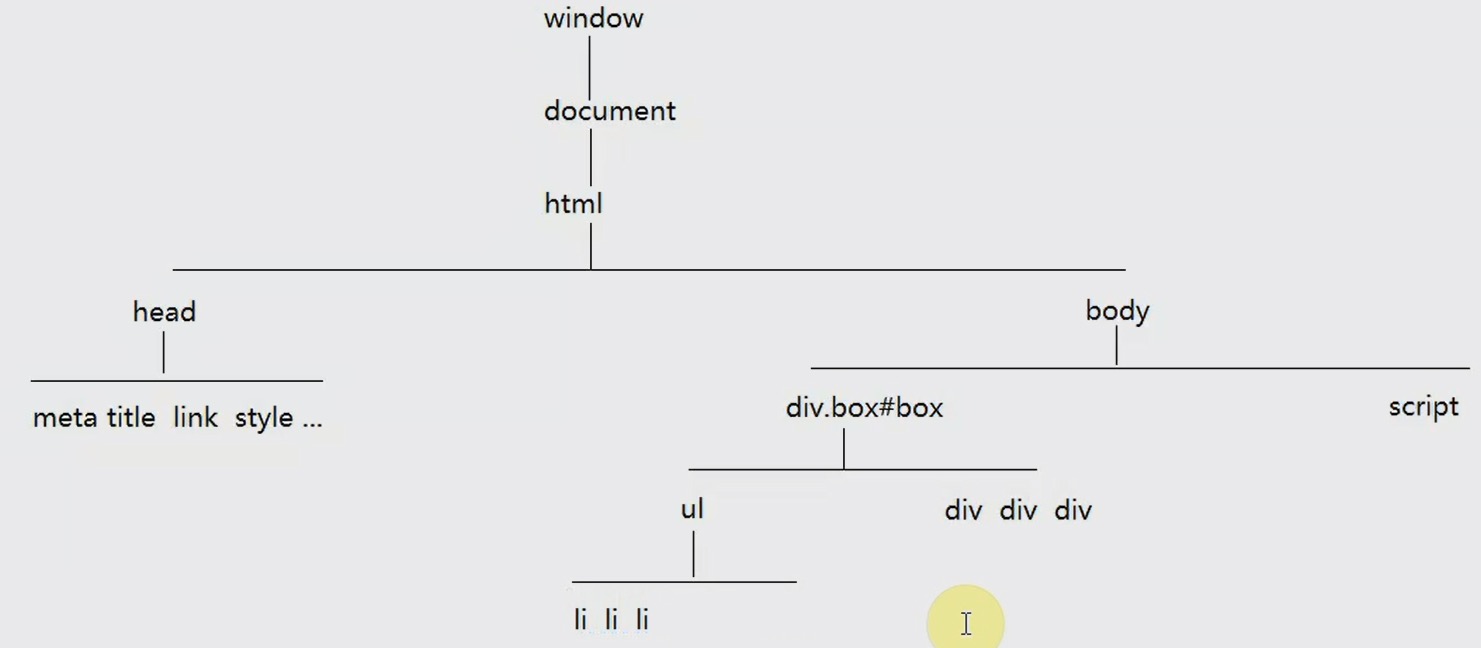 window
document
html
head
body
meta title link style ...
div.box#box
script
ul
div div div
li li li